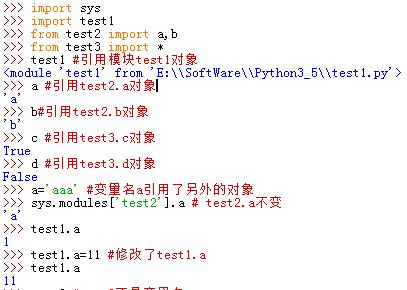 >>> import sys
>>> import test1
>>> from test2 import a,b
>>> from test3 import *
>>> test1 #引用模块test1对象
<module 'test1' from 'E:\\SoftWare\\Python3_5\\test1.py'>
>>> a #引用test2.a对象
'a'
>>> b#引用test2.b对象
'b'
>>> c #引用test3.c对象
True
>>> d #引用test3.d对象
False
>>> a='aaa' #变量名a引用了另外的对象
>>> sys.modules['test2'].a # test2.a不变
'a'
>>> test1.a
1
>>> test1.a=11 #修改了test1.a
>>> test1.a
11